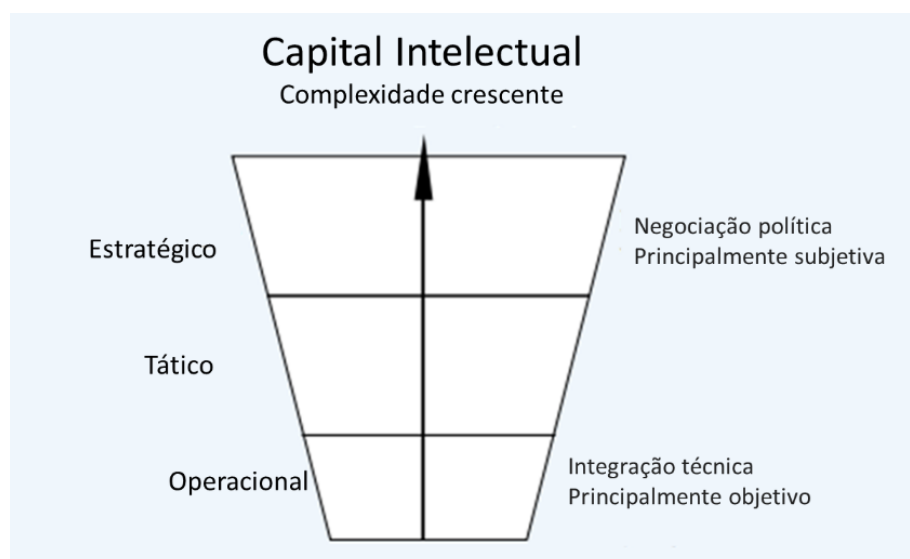 Capital Intelectual
Complexidade crescente
Estratégico
Negociação política
Principalmente subjetiva
Tático
Operacional
Integração técnica
Principalmente objetivo